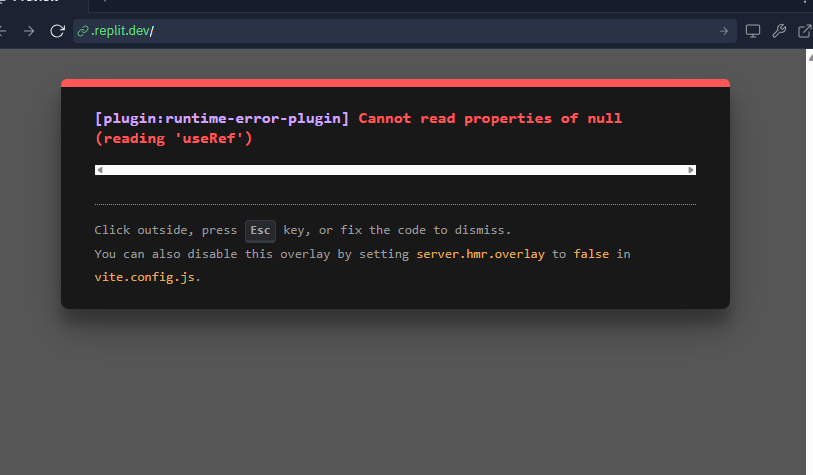 .replit.dev/
[plugin:runtime-error-plugin] Cannot read properties of null
(reading 'useRef')
Click outside, press Esc key, or fix the code to dismiss.
You can also disable this overlay by setting server.hmr.overlay to false in
vite.config.js.